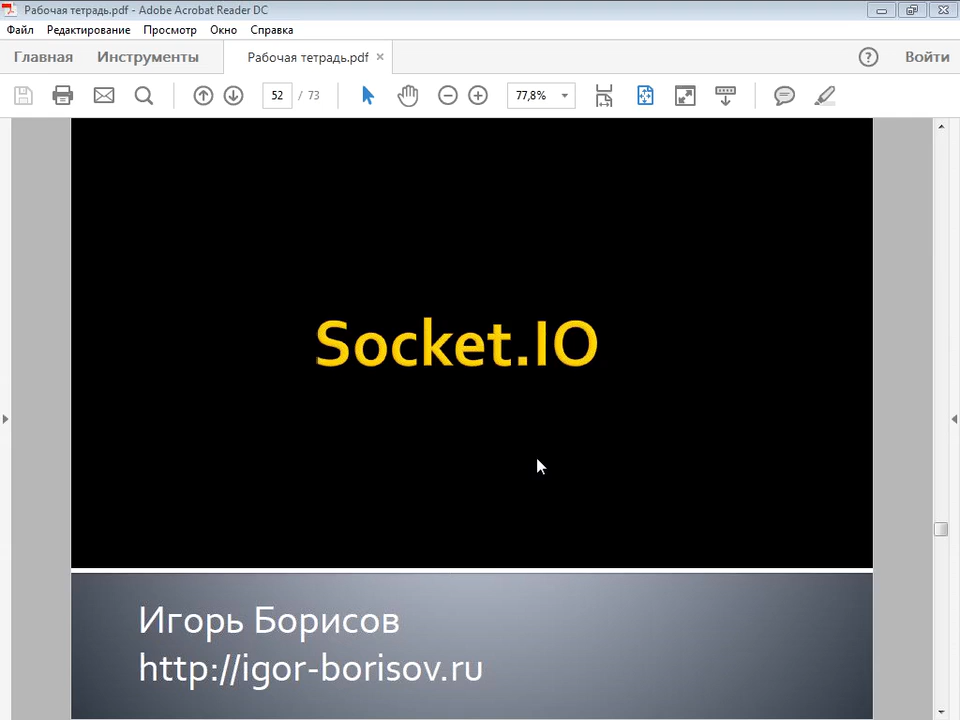 Рабочая тетрадь.pdf - Adobe Acrobat Reader DC
Файл Редактирование Просмотр Окно Справка
Главная Инструменты Рабочая тетрадь.pdf × ? Войти
52 / 73 77,8%
Socket.IO
Игорь Борисов
http://igor-borisov.ru